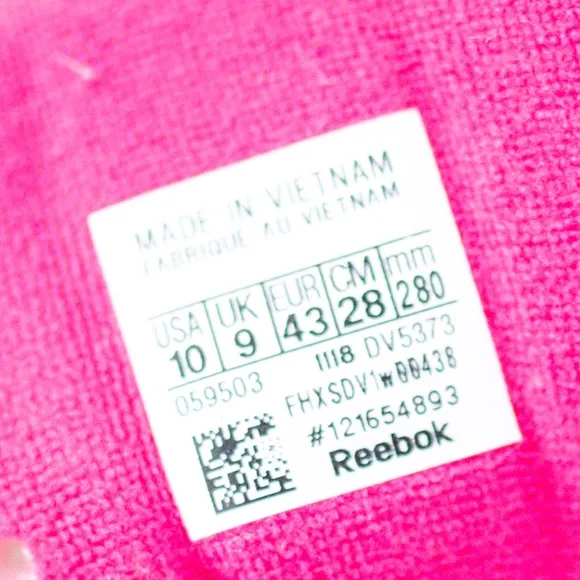 MADE IN VIETNAM
FABRIQUE AU VIETNAM
USA UK EUR CM mm
10 9 43 28 280
1118 DV5373
059503
FHXSDV1w00438
#121654893
Reebok